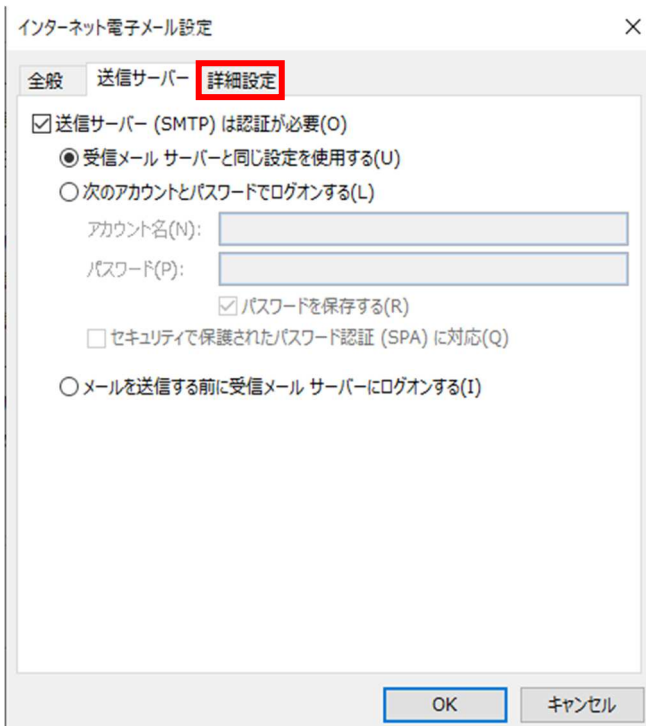 インターネット電子メール設定
全般 送信サーバー 詳細設定
送信サーバー (SMTP) は認証が必要(O)
受信メール サーバーと同じ設定を使用する(U)
次のアカウントとパスワードでログオンする(L)
アカウント名(N):
パスワード(P):
パスワードを保存する(R)
セキュリティで保護されたパスワード認証 (SPA) に対応(Q)
メールを送信する前に受信メール サーバーにログオンする(I)
OK キャンセル